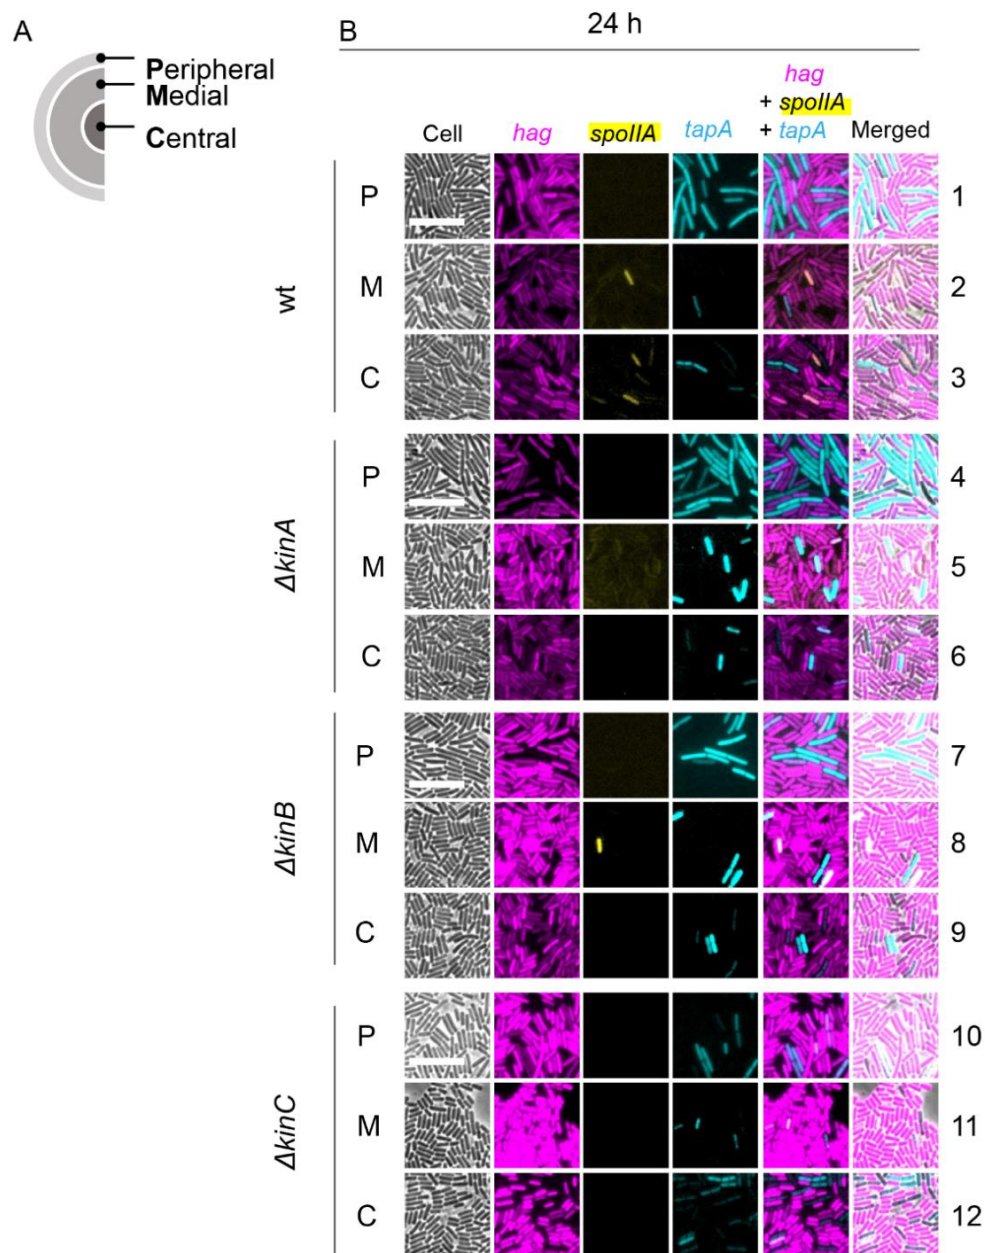 A
Peripheral
Medial
Central
B
24 h
Cell
hag
spoIIA
tapA
hag
+ spoIIA
+ tapA
Merged
wt
P
1
M
2
C
3
ΔkinA
P
4
M
5
C
6
ΔkinB
P
7
M
8
C
9
ΔkinC
P
10
M
11
C
12